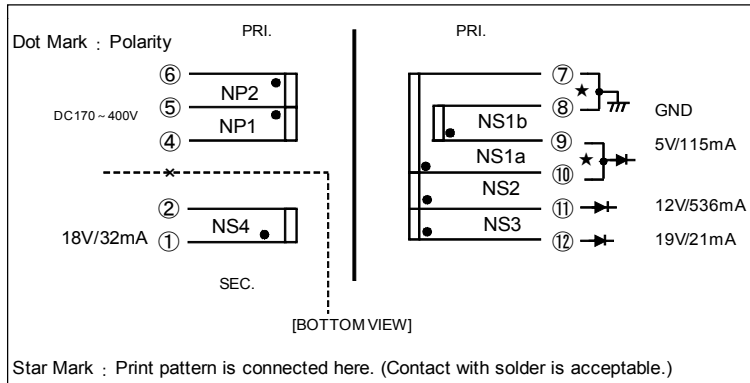 PRI.
PRI.
Dot Mark : Polarity
⑥
NP2
⑤
DC170~400V
NP1
④
②
NS4
18V/32mA
①
SEC.
⑦
★
⑧
GND
NS1b
⑨
5V/115mA
NS1a
★
⑩
NS2
⑪
12V/536mA
NS3
⑫
19V/21mA
[BOTTOM VIEW]
Star Mark : Print pattern is connected here. (Contact with solder is acceptable.)